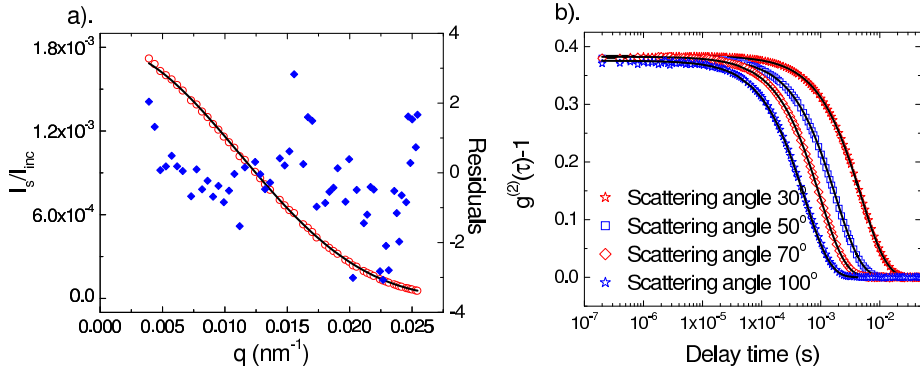 a).
b).
1.8x10⁻³
1.2x10⁻³
6.0x10⁻⁴
0.0
I_s/I_inc
4
2
0
-2
-4
Residuals
0.000 0.005 0.010 0.015 0.020 0.025
q (nm⁻¹)
0.4
0.3
0.2
0.1
0.0
g⁽²⁾(τ)-1
Scattering angle 30°
Scattering angle 50°
Scattering angle 70°
Scattering angle 100°
10⁻⁷ 10⁻⁶ 1x10⁻⁵ 1x10⁻⁴ 10⁻³ 10⁻²
Delay time (s)